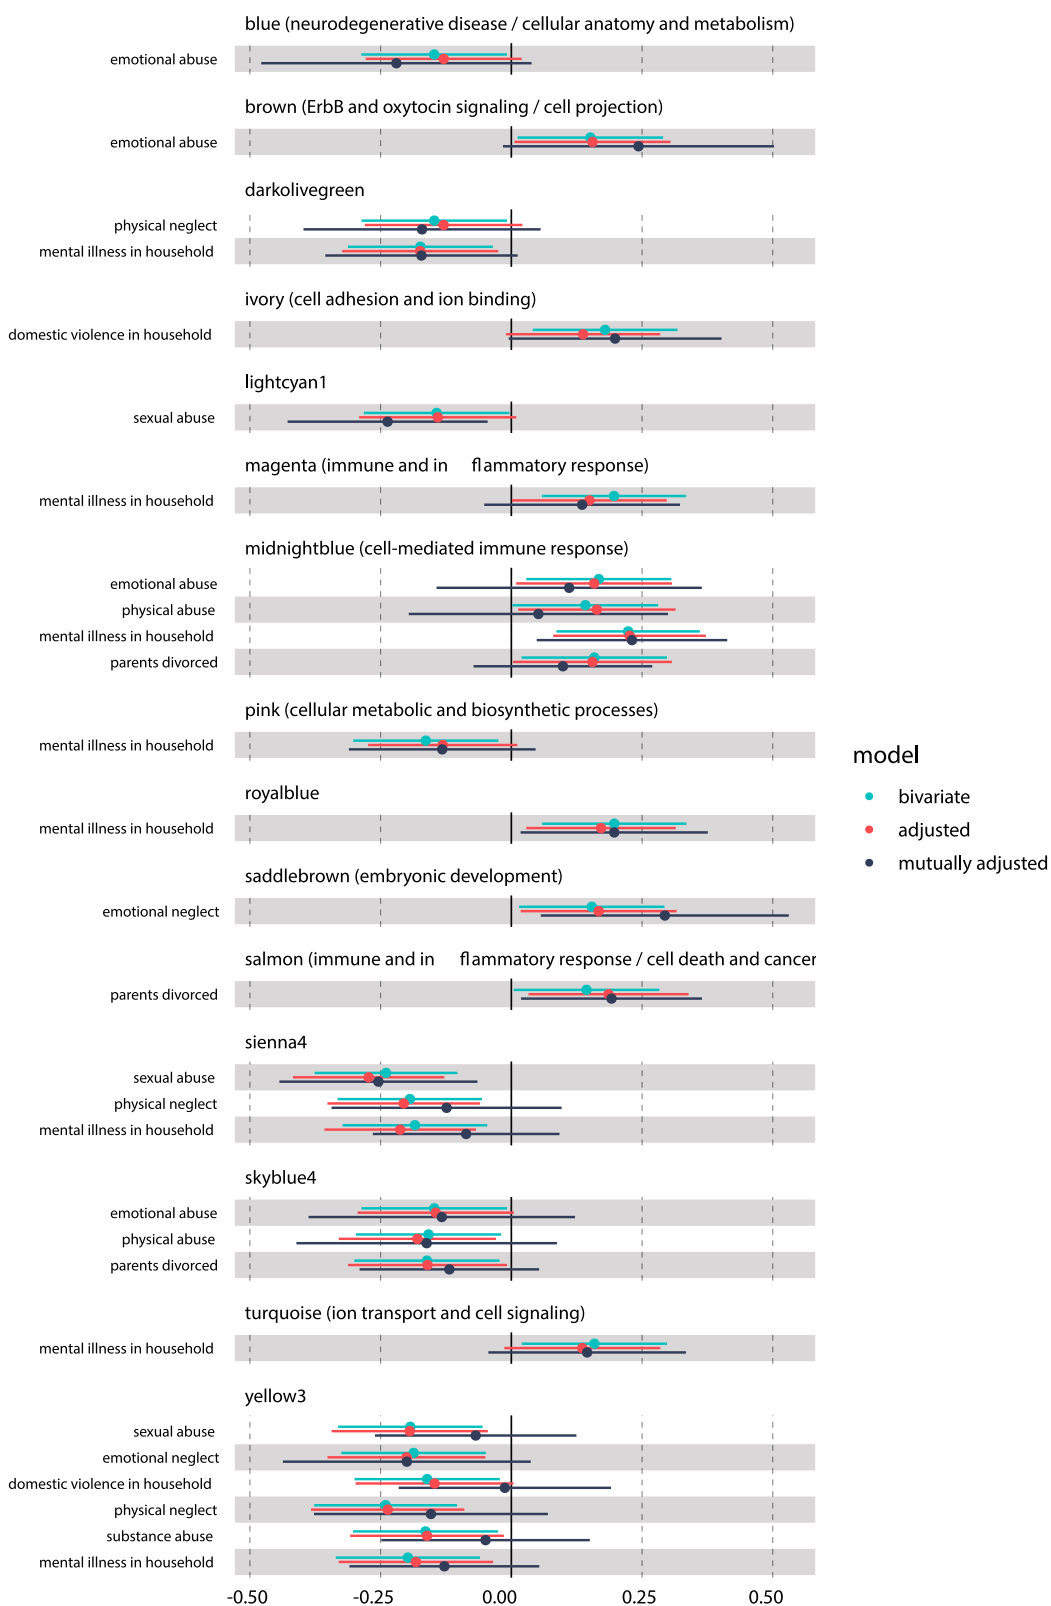 blue (neurodegenerative disease / cellular anatomy and metabolism)
emotional abuse
brown (ErbB and oxytocin signaling / cell projection)
emotional abuse
darkolivegreen
physical neglect
mental illness in household
ivory (cell adhesion and ion binding)
domestic violence in household
lightcyan1
sexual abuse
magenta (immune and in flammatory response)
mental illness in household
midnightblue (cell-mediated immune response)
emotional abuse
physical abuse
mental illness in household
parents divorced
pink (cellular metabolic and biosynthetic processes)
mental illness in household
royalblue
mental illness in household
saddlebrown (embryonic development)
emotional neglect
salmon (immune and in flammatory response / cell death and cancer
parents divorced
sienna4
sexual abuse
physical neglect
mental illness in household
skyblue4
emotional abuse
physical abuse
parents divorced
turquoise (ion transport and cell signaling)
mental illness in household
yellow3
sexual abuse
emotional neglect
domestic violence in household
physical neglect
substance abuse
mental illness in household
-0.50 -0.25 0.00 0.25 0.50
model
bivariate
adjusted
mutually adjusted